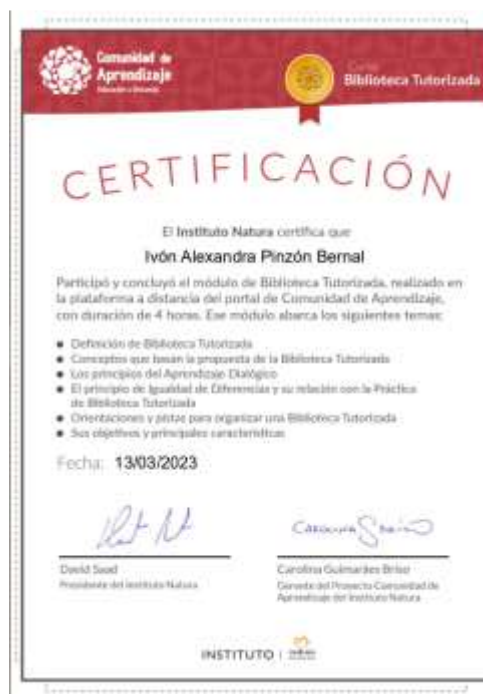 Comunidad de
Aprendizaje
Educación a Distancia
Curso
Biblioteca Tutorizada
CERTIFICACIÓN
El Instituto Natura certifica que
Ivón Alexandra Pinzón Bernal
Participó y concluyó el módulo de Biblioteca Tutorizada, realizado en
la plataforma a distancia del portal de Comunidad de Aprendizaje,
con duración de 4 horas. Ese módulo abarca los siguientes temas:
Definición de Biblioteca Tutorizada
Conceptos que basan la propuesta de la Biblioteca Tutorizada
Los principios del Aprendizaje Dialógico
El principio de Igualdad de Diferencias y su relación con la Práctica
de Biblioteca Tutorizada
Orientaciones y pistas para organizar una Biblioteca Tutorizada
Sus objetivos y principales características
Fecha: 13/03/2023
David Saad
Presidente del Instituto Natura
Carolina Guimarães Briso
Gerente del Proyecto Comunidad de
Aprendizaje del Instituto Natura
INSTITUTO